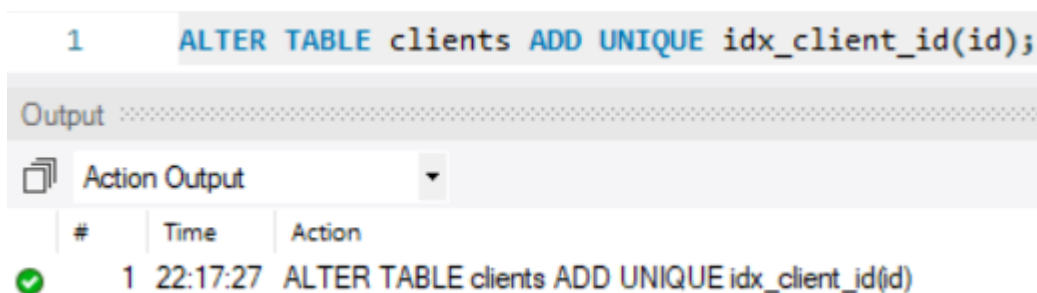 1 ALTER TABLE clients ADD UNIQUE idx_client_id(id);
Output
Action Output
# Time Action
1 22:17:27 ALTER TABLE clients ADD UNIQUE idx_client_id(id)